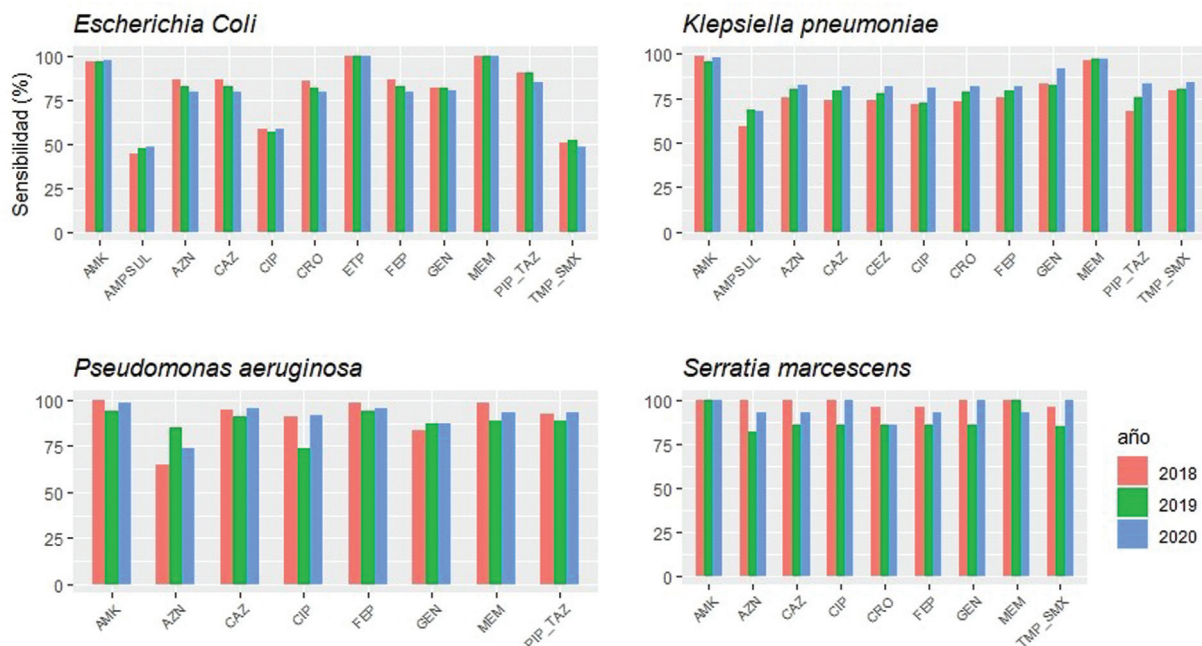 Escherichia Coli
Sensibilidad (%)
100
75
50
25
0
AMK
AMPSUL
AZN
CAZ
CIP
CRO
ETP
FEP
GEN
MEM
PIP_TAZ
TMP_SMX
Klepsiella pneumoniae
100
75
50
25
0
AMK
AMPSUL
AZN
CAZ
CEZ
CIP
CRO
FEP
GEN
MEM
PIP_TAZ
TMP_SMX
Pseudomonas aeruginosa
100
75
50
25
0
AMK
AZN
CAZ
CIP
FEP
GEN
MEM
PIP_TAZ
Serratia marcescens
100
75
50
25
0
AMK
AZN
CAZ
CIP
CRO
FEP
GEN
MEM
TMP_SMX
año
2018
2019
2020